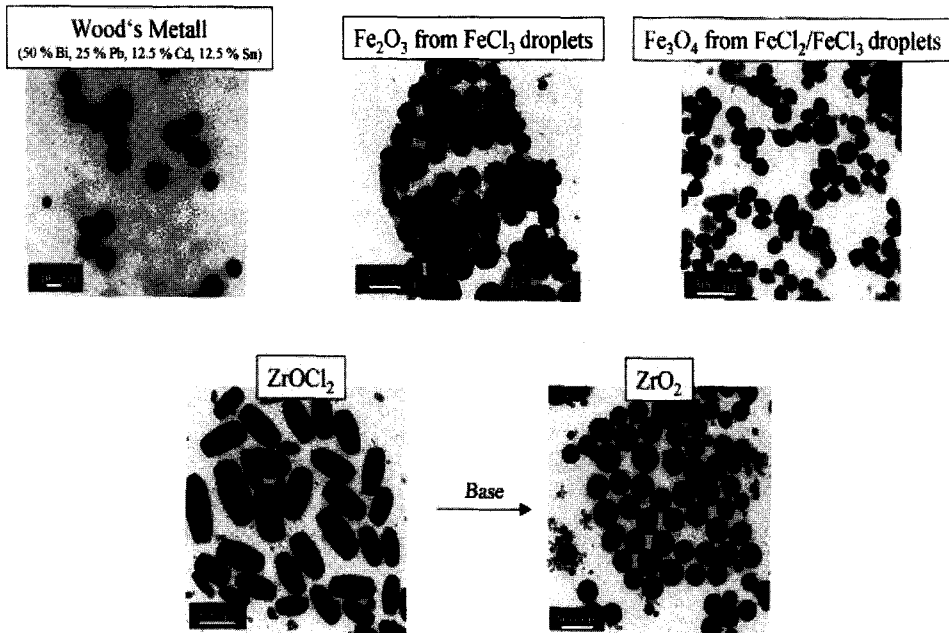 Wood's Metall
(50 % Bi, 25 % Pb, 12.5 % Cd, 12.5 % Sn)
Fe₂O₃ from FeCl₃ droplets
Fe₃O₄ from FeCl₂/FeCl₃ droplets
ZrOCl₂
Base
ZrO₂